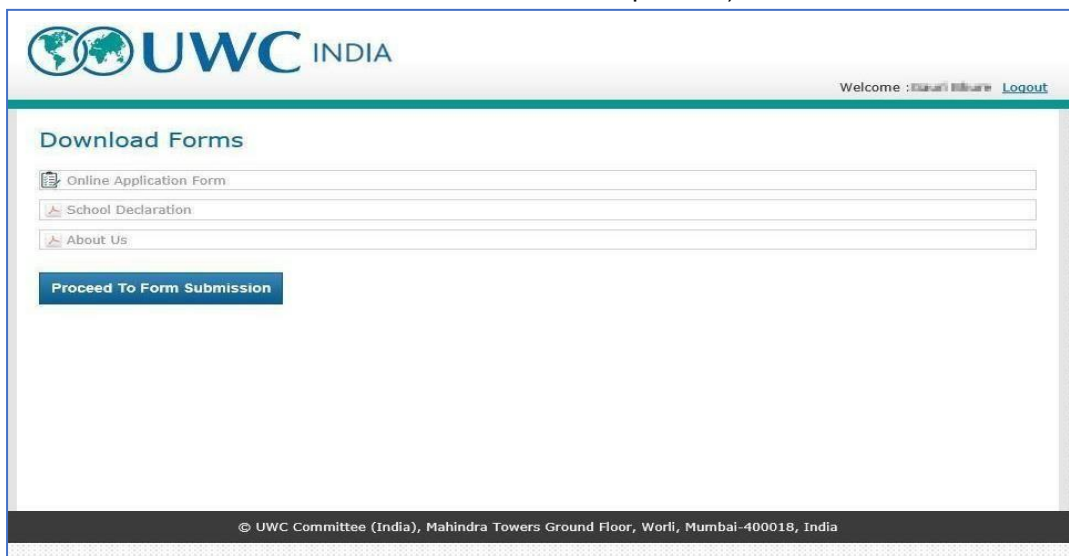 UWC INDIA
Welcome : Logout
Download Forms
Online Application Form
School Declaration
About Us
Proceed To Form Submission
© UWC Committee (India), Mahindra Towers Ground Floor, Worli, Mumbai-400018, India